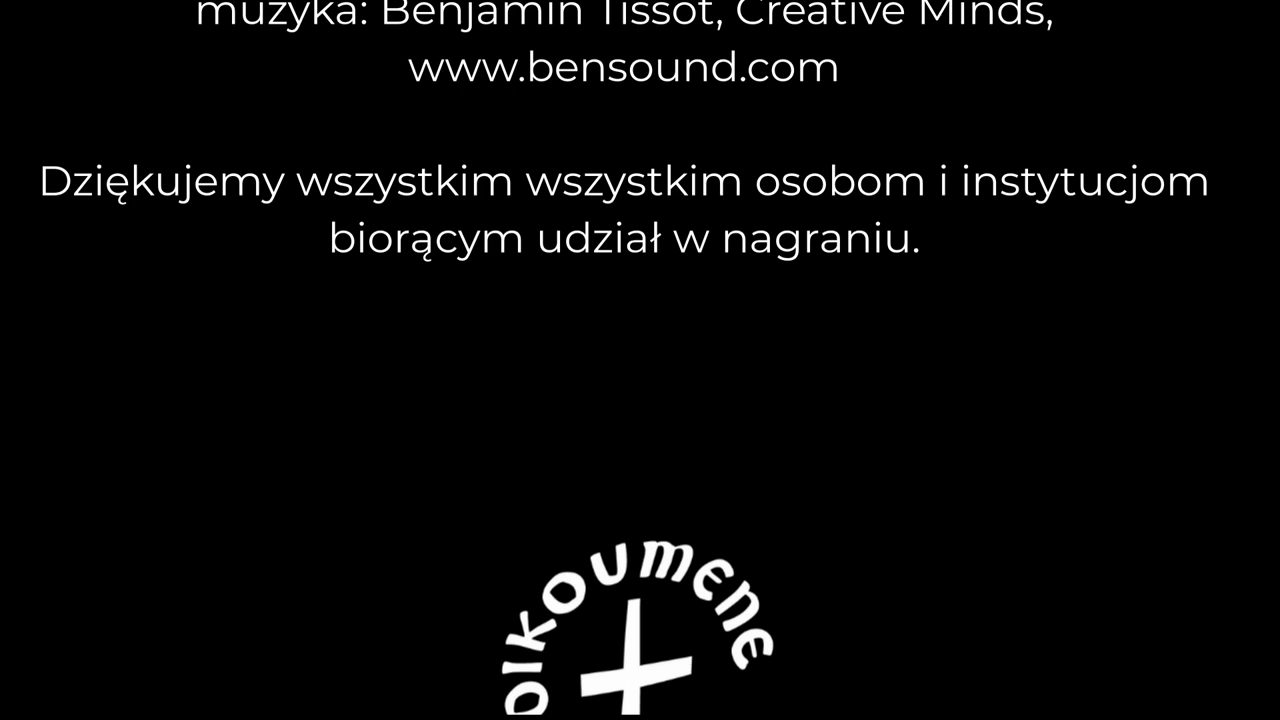 muzyka: Benjamin Tissot, Creative Minds,
www.bensound.com
Dziękujemy wszystkim wszystkim osobom i instytucjom
biorącym udział w nagraniu.
OIKOUMENE